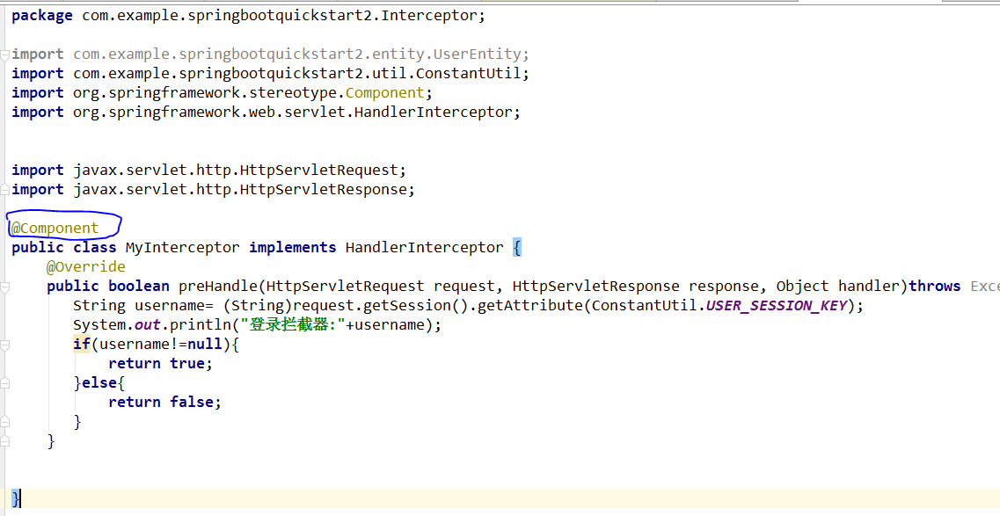 package com.example.springbootquickstart2.Interceptor;
import com.example.springbootquickstart2.entity.UserEntity;
import com.example.springbootquickstart2.util.ConstantUtil;
import org.springframework.stereotype.Component;
import org.springframework.web.servlet.HandlerInterceptor;
import javax.servlet.http.HttpServletRequest;
import javax.servlet.http.HttpServletResponse;
@Component
public class MyInterceptor implements HandlerInterceptor {
@Override
public boolean preHandle(HttpServletRequest request, HttpServletResponse response, Object handler)throws
String username= (String)request.getSession().getAttribute(ConstantUtil.USER_SESSION_KEY);
System.out.println("登录拦截器:"+username);
if(username!=null){
return true;
}else{
return false;
}
}
}